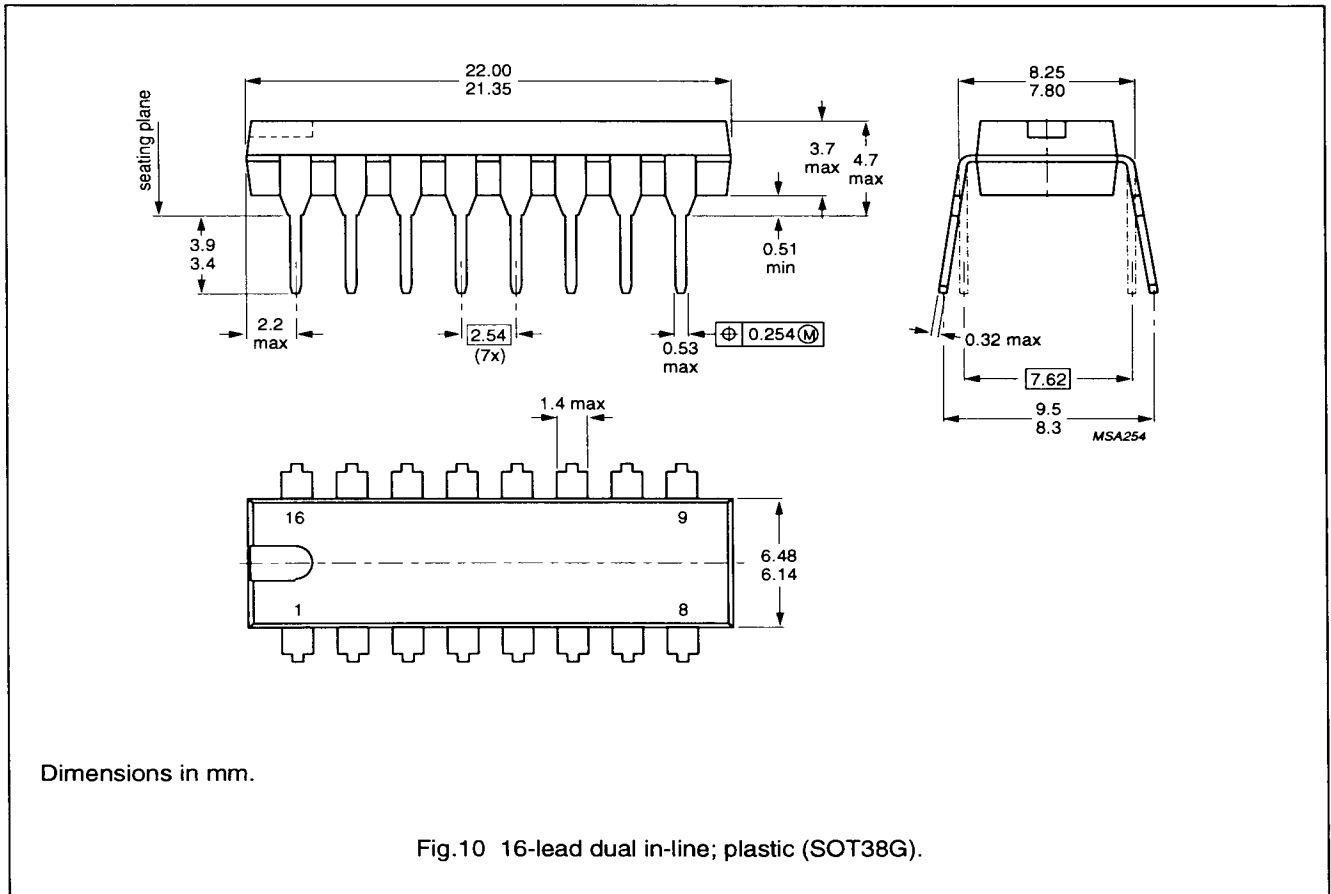 22.00
21.35
8.25
7.80
seating plane
3.7
max
4.7
max
3.9
3.4
0.51
min
2.2
max
2.54
(7x)
0.53
max
⌖ 0.254 Ⓜ
0.32 max
7.62
9.5
8.3
MSA254
1.4 max
16
9
6.48
6.14
1
8
Dimensions in mm.
Fig.10 16-lead dual in-line; plastic (SOT38G).